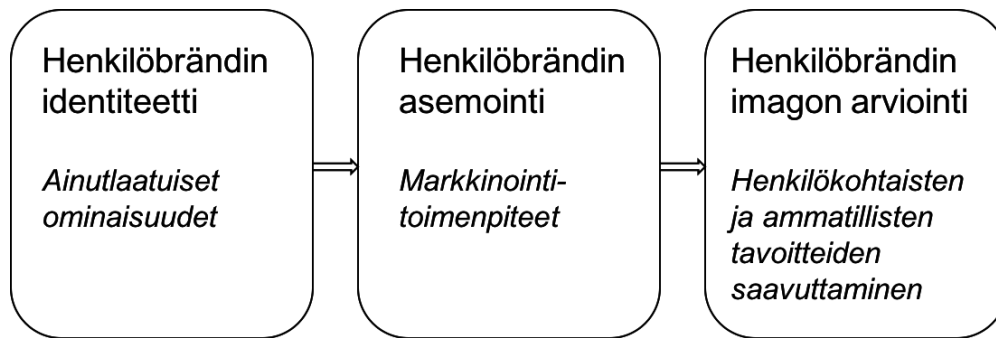 Henkilöbrändin
identiteetti
Ainutlaatuiset
ominaisuudet
Henkilöbrändin
asemointi
Markkinointi-
toimenpiteet
Henkilöbrändin
imagon arviointi
Henkilökohtaisten
ja ammatillisten
tavoitteiden
saavuttaminen